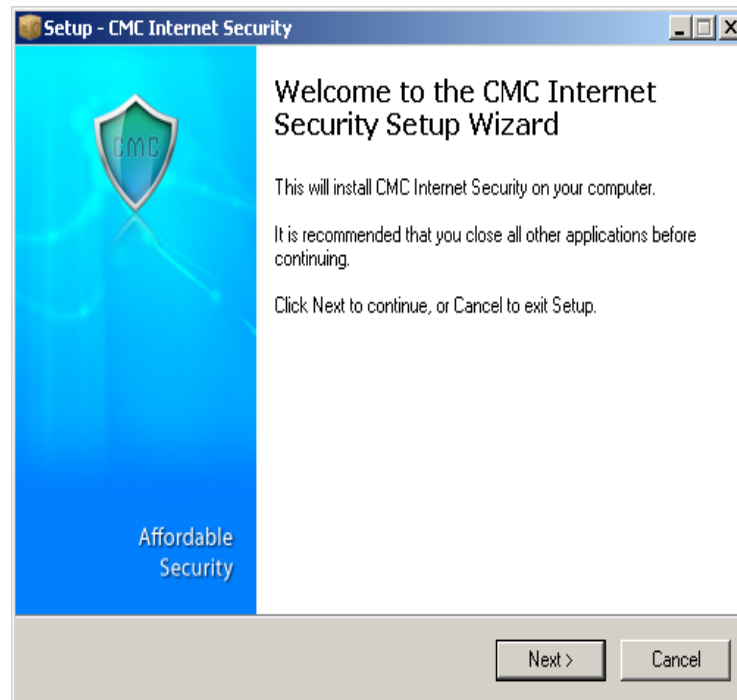 Setup - CMC Internet Security
CMC
Welcome to the CMC Internet
Security Setup Wizard
This will install CMC Internet Security on your computer.
It is recommended that you close all other applications before
continuing.
Click Next to continue, or Cancel to exit Setup.
Affordable
Security
Next >
Cancel